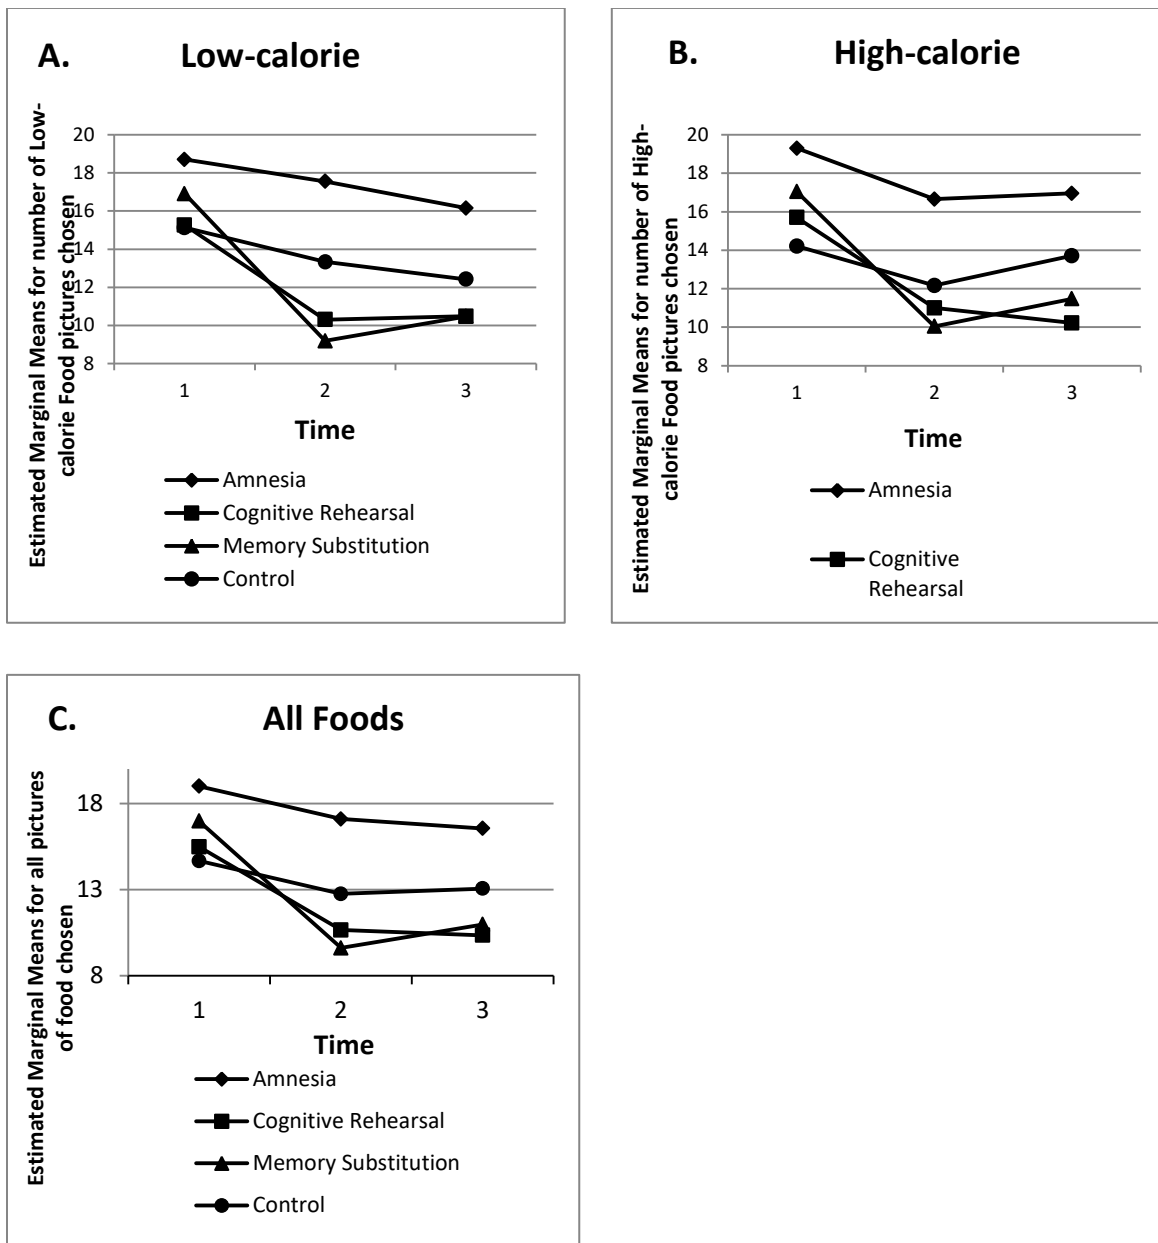 A. Low-calorie
Estimated Marginal Means for number of Low-
calorie Food pictures chosen
20
18
16
14
12
10
8
1 2 3
Time
Amnesia
Cognitive Rehearsal
Memory Substitution
Control
B. High-calorie
Estimated Marginal Means for number of High-
calorie Food pictures chosen
20
18
16
14
12
10
8
1 2 3
Time
Amnesia
Cognitive
Rehearsal
C. All Foods
Estimated Marginal Means for all pictures
of food chosen
18
13
8
1 2 3
Time
Amnesia
Cognitive Rehearsal
Memory Substitution
Control